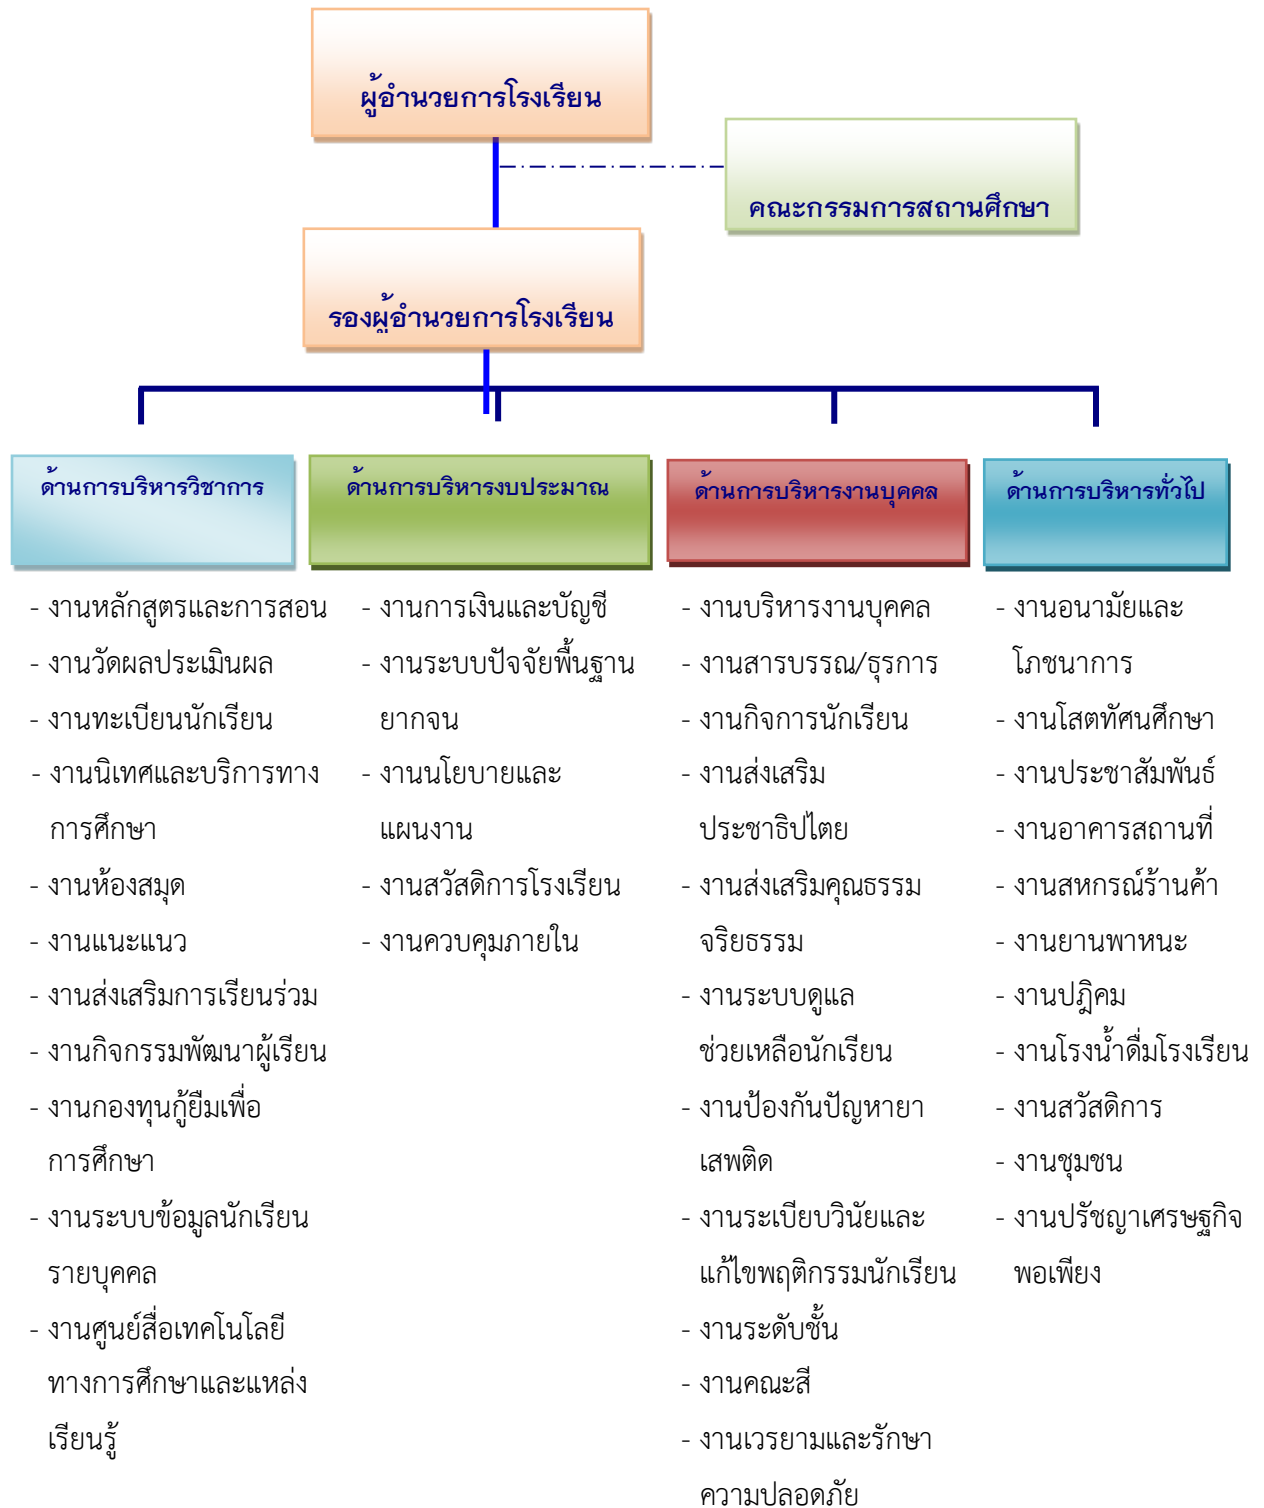 ผู้อำนวยการโรงเรียน
คณะกรรมการสถานศึกษา
รองผู้อำนวยการโรงเรียน
ด้านการบริหารวิชาการ
- งานหลักสูตรและการสอน
- งานวัดผลประเมินผล
- งานทะเบียนนักเรียน
- งานนิเทศและบริการทาง
การศึกษา
- งานห้องสมุด
- งานแนะแนว
- งานส่งเสริมการเรียนร่วม
- งานกิจกรรมพัฒนาผู้เรียน
- งานกองทุนกู้ยืมเพื่อ
การศึกษา
- งานระบบข้อมูลนักเรียน
รายบุคคล
- งานศูนย์สื่อเทคโนโลยี
ทางการศึกษาและแหล่ง
เรียนรู้
ด้านการบริหารงบประมาณ
- งานการเงินและบัญชี
- งานระบบปัจจัยพื้นฐาน
ยากจน
- งานนโยบายและ
แผนงาน
- งานสวัสดิการโรงเรียน
- งานควบคุมภายใน
ด้านการบริหารงานบุคคล
- งานบริหารงานบุคคล
- งานสารบรรณ/ธุรการ
- งานกิจการนักเรียน
- งานส่งเสริม
ประชาธิปไตย
- งานส่งเสริมคุณธรรม
จริยธรรม
- งานระบบดูแล
ช่วยเหลือนักเรียน
- งานป้องกันปัญหายา
เสพติด
- งานระเบียบวินัยและ
แก้ไขพฤติกรรมนักเรียน
- งานระดับชั้น
- งานคณะสี
- งานเวรยามและรักษา
ความปลอดภัย
ด้านการบริหารทั่วไป
- งานอนามัยและ
โภชนาการ
- งานโสตทัศนศึกษา
- งานประชาสัมพันธ์
- งานอาคารสถานที่
- งานสหกรณ์ร้านค้า
- งานยานพาหนะ
- งานปฎิคม
- งานโรงน้ำดื่มโรงเรียน
- งานสวัสดิการ
- งานชุมชน
- งานปรัชญาเศรษฐกิจ
พอเพียง